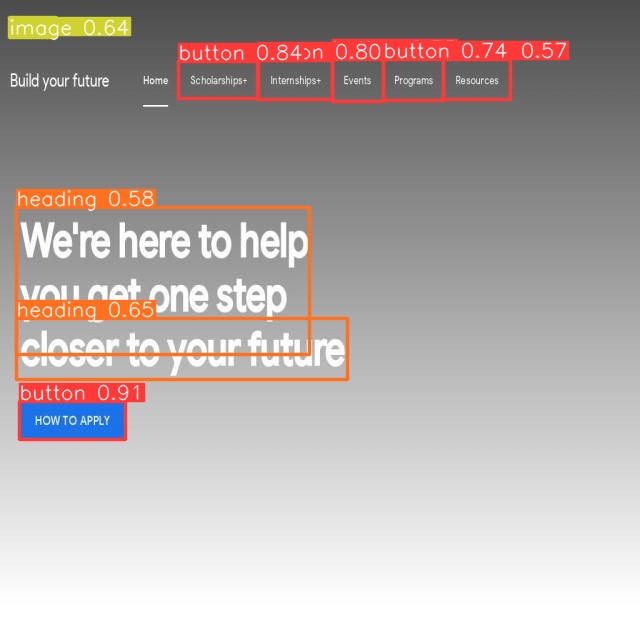 image 0.64
button 0.84 on 0.80 button 0.74 0.57
Build your future Home Scholarships+ Internships+ Events Programs Resources
heading 0.58
We're here to help
you get one step
heading 0.65
closer to your future
button 0.91
HOW TO APPLY